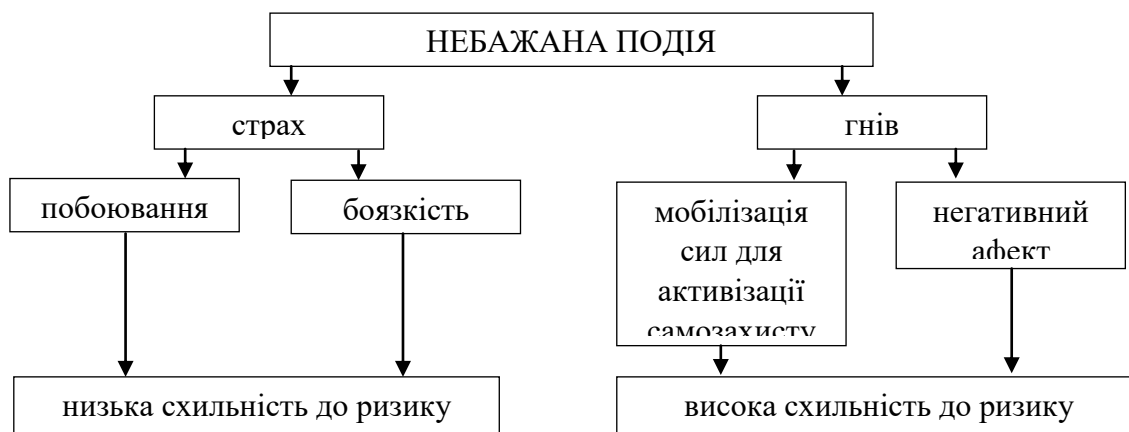 НЕБАЖАНА ПОДІЯ
страх
гнів
побоювання
боязкість
мобілізація
сил для
активізації
самозахисту
негативний
афект
низька схильність до ризику
висока схильність до ризику